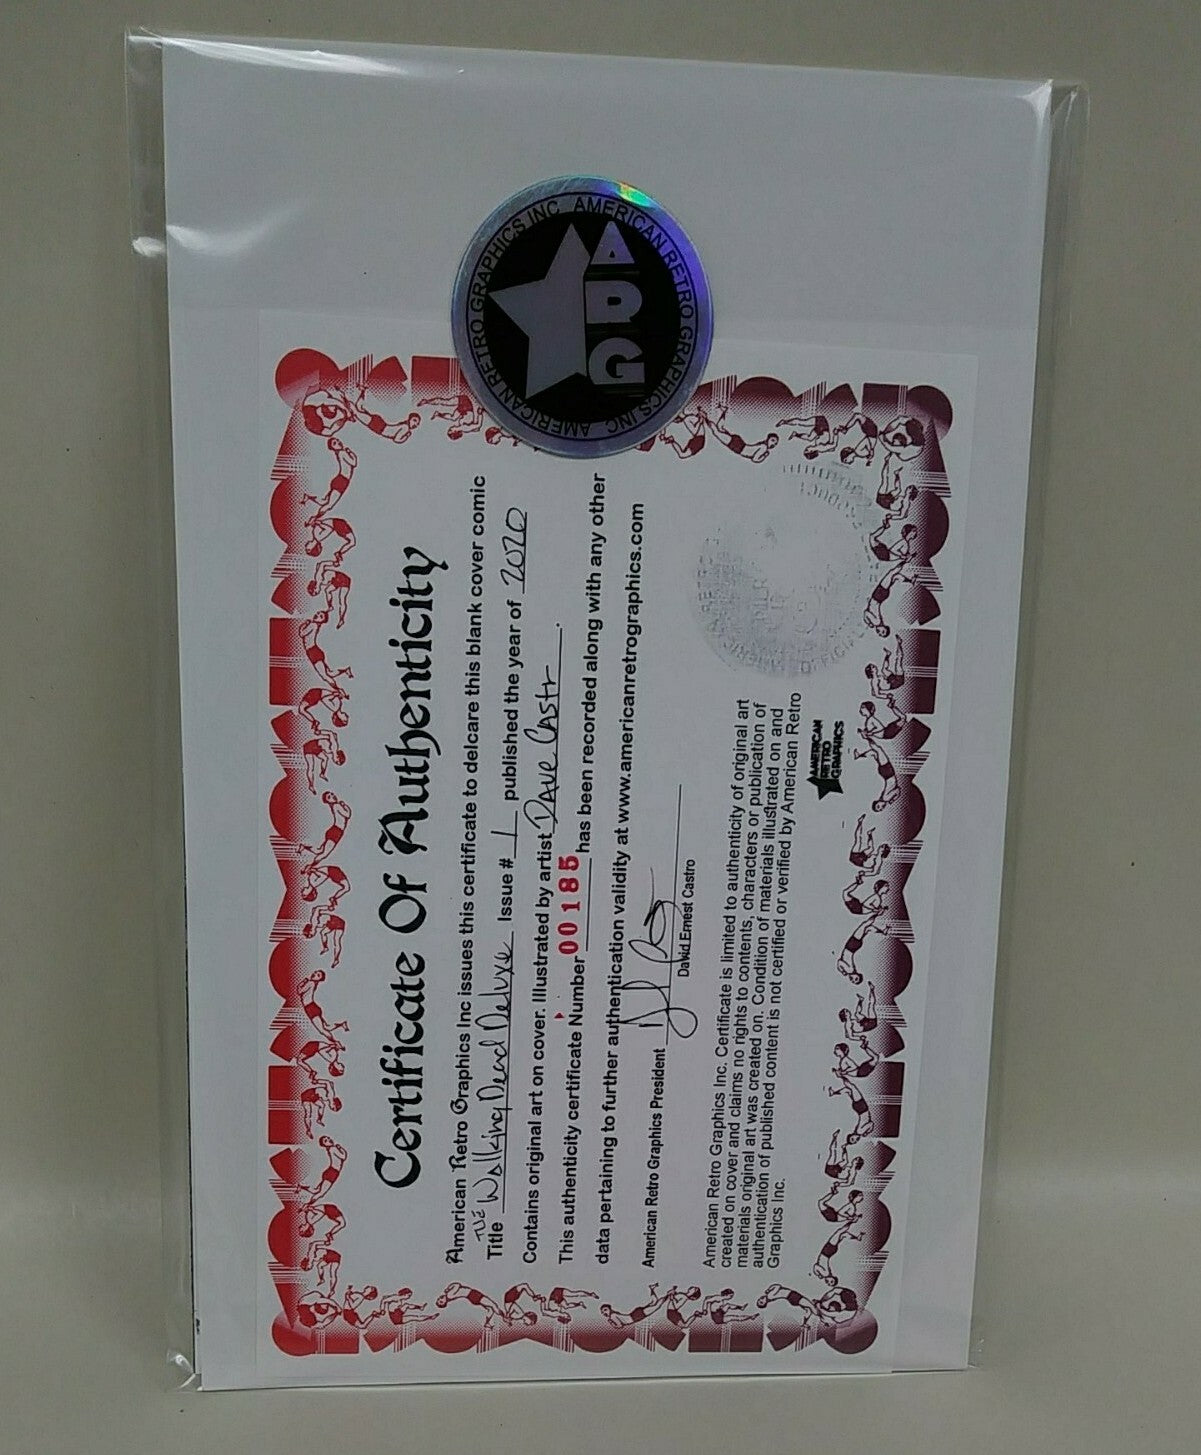 AMERICAN RETRO GRAPHICS INC AMERICAN RETRO GRAPHICS INC
ARG
Certificate Of Authenticity
American Retro Graphics Inc issues this certificate to delcare this blank cover comic
THE
Title Walking Dead Deluxe Issue # 1 published the year of 2020
Contains original art on cover. Illustrated by artist Dave Castr.
This authenticity certificate Number 00185 has been recorded along with any other
data pertaining to further authentication validity at www.americanretrographics.com
American Retro Graphics President
David Ernest Castro
American Retro Graphics Inc. Certificate is limited to authenticity of original art
created on cover and claims no rights to contents, characters or publication of
materials original art was created on. Condition of materials illustrated on and
authentication of published content is not certified or verified by American Retro
Graphics Inc.
AMERICAN
RETRO
GRAPHICS